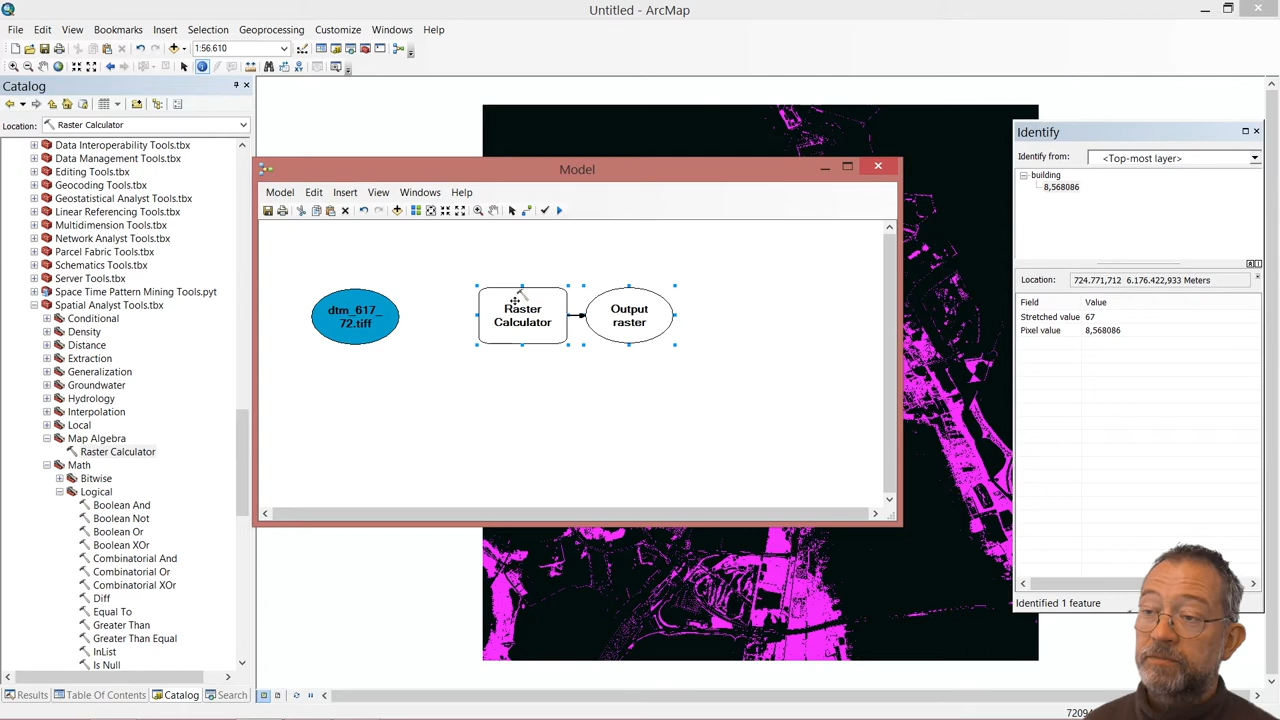 Untitled - ArcMap
File Edit View Bookmarks Insert Selection Geoprocessing Customize Windows Help
1:56.610
Catalog
Location: Raster Calculator
Data Interoperability Tools.tbx
Data Management Tools.tbx
Editing Tools.tbx
Geocoding Tools.tbx
Geostatistical Analyst Tools.tbx
Linear Referencing Tools.tbx
Multidimension Tools.tbx
Network Analyst Tools.tbx
Parcel Fabric Tools.tbx
Schematics Tools.tbx
Server Tools.tbx
Space Time Pattern Mining Tools.pyt
Spatial Analyst Tools.tbx
Conditional
Density
Distance
Extraction
Generalization
Groundwater
Hydrology
Interpolation
Local
Map Algebra
Raster Calculator
Math
Bitwise
Logical
Boolean And
Boolean Not
Boolean Or
Boolean XOr
Combinatorial And
Combinatorial Or
Combinatorial XOr
Diff
Equal To
Greater Than
Greater Than Equal
InList
Is Null
Results Table Of Contents Catalog Search
Model
Model Edit Insert View Windows Help
dtm_617_
72.tiff
Raster
Calculator
Output
raster
Identify
Identify from: <Top-most layer>
building
8,568086
Location: 724.771,712 6.176.422,933 Meters
Field Value
Stretched value 67
Pixel value 8,568086
Identified 1 feature